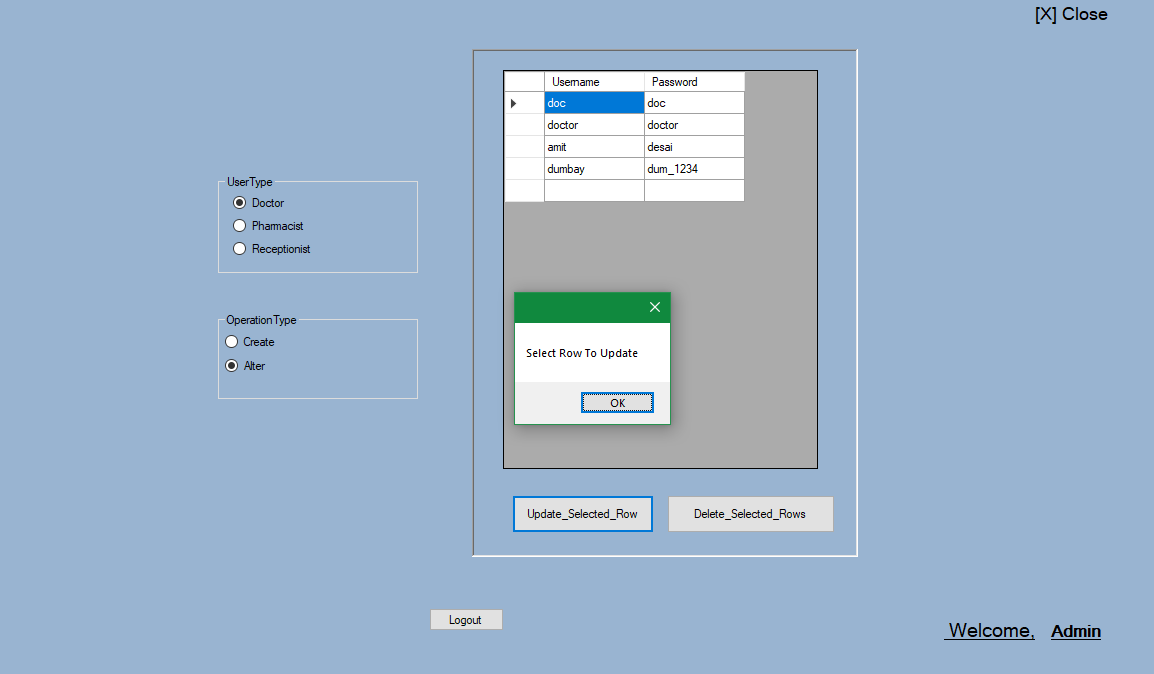 [X] Close
Username Password
doc doc
doctor doctor
amit desai
dumbay dum_1234
UserType
Doctor
Pharmacist
Receptionist
OperationType
Create
Alter
Select Row To Update
OK
Update_Selected_Row Delete_Selected_Rows
Logout
Welcome, Admin